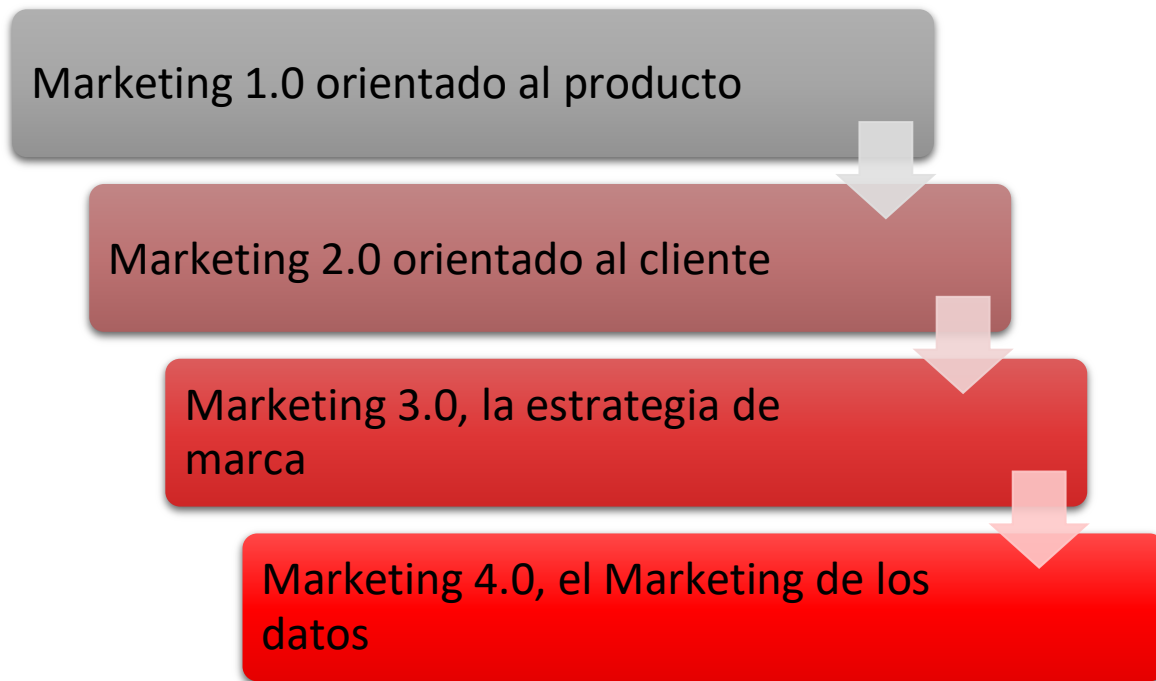 Marketing 1.0 orientado al producto
Marketing 2.0 orientado al cliente
Marketing 3.0, la estrategia de
marca
Marketing 4.0, el Marketing de los
datos